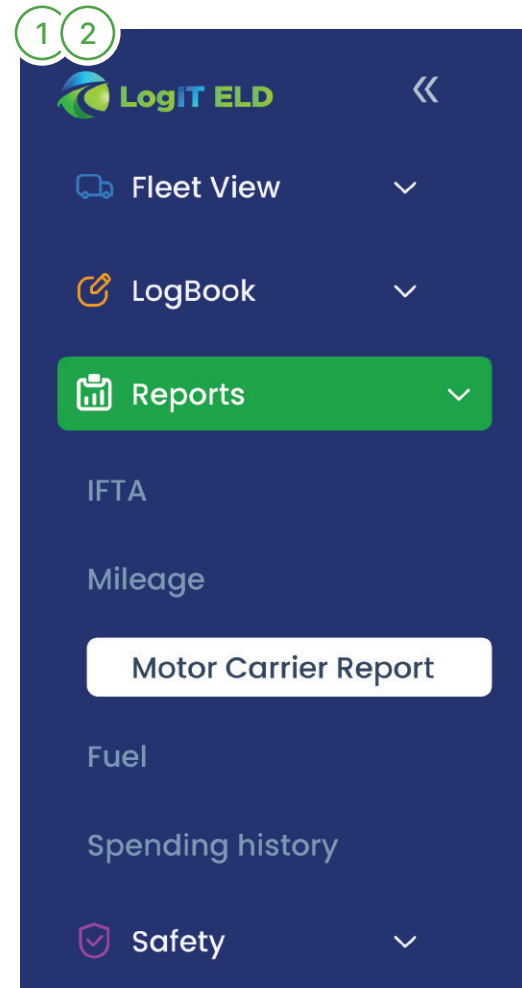 1 2
LogIT ELD
Fleet View
LogBook
Reports
IFTA
Mileage
Motor Carrier Report
Fuel
Spending history
Safety